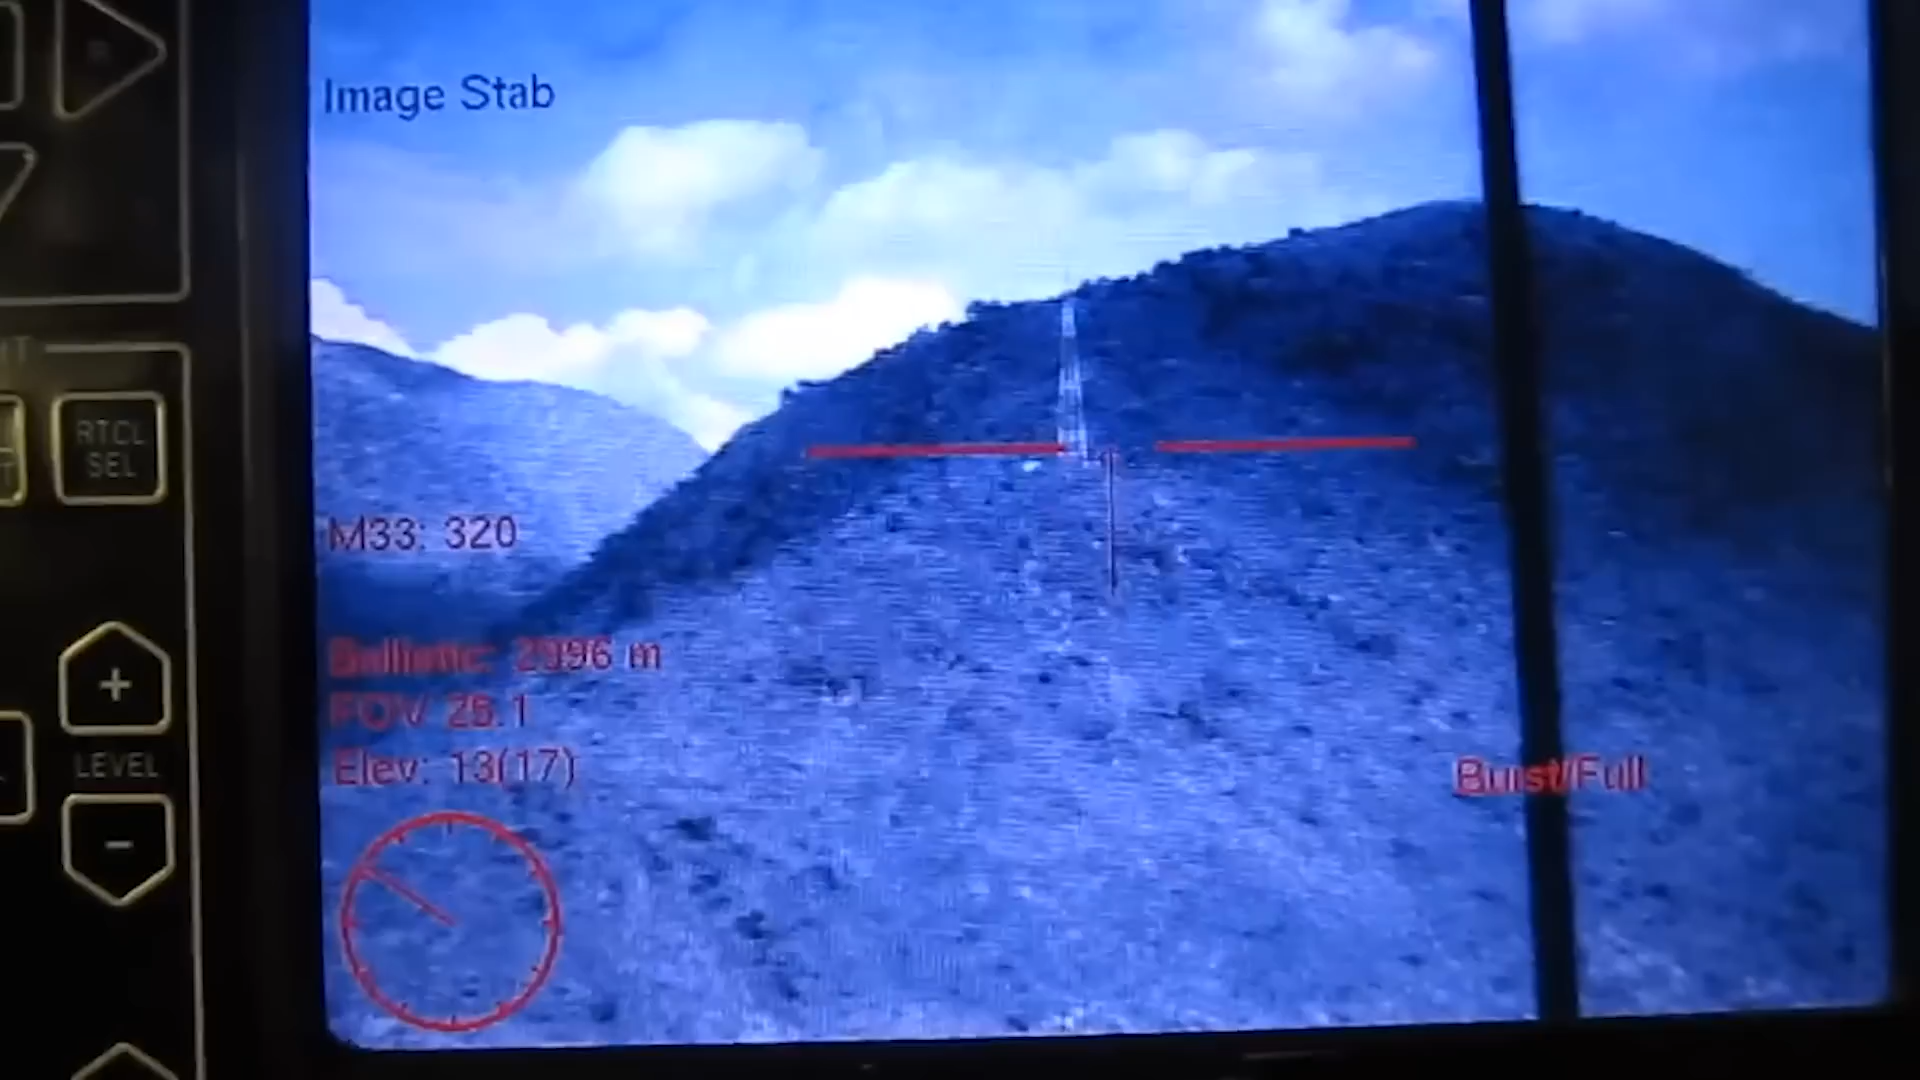 Image Stab
RTCL
SEL
M33: 320
Ballistic: 2996 m
FOV 25.1
Elev: 13(17)
LEVEL
Burst/Full